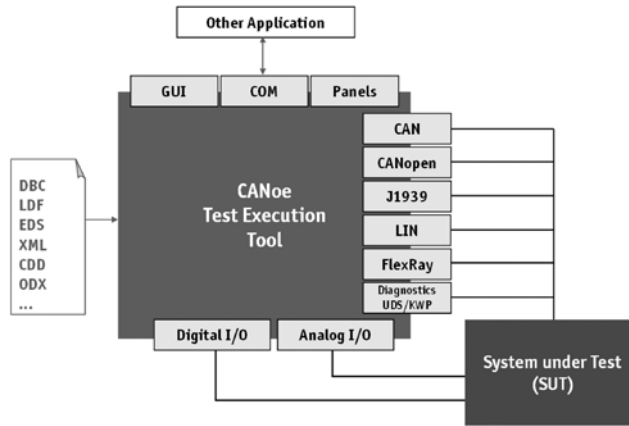 Other Application
GUI
COM
Panels
CAN
CANopen
J1939
LIN
FlexRay
Diagnostics
UDS/KWP
DBC
LDF
EDS
XML
CDD
ODX
...
CANoe
Test Execution
Tool
Digital I/O
Analog I/O
System under Test
(SUT)